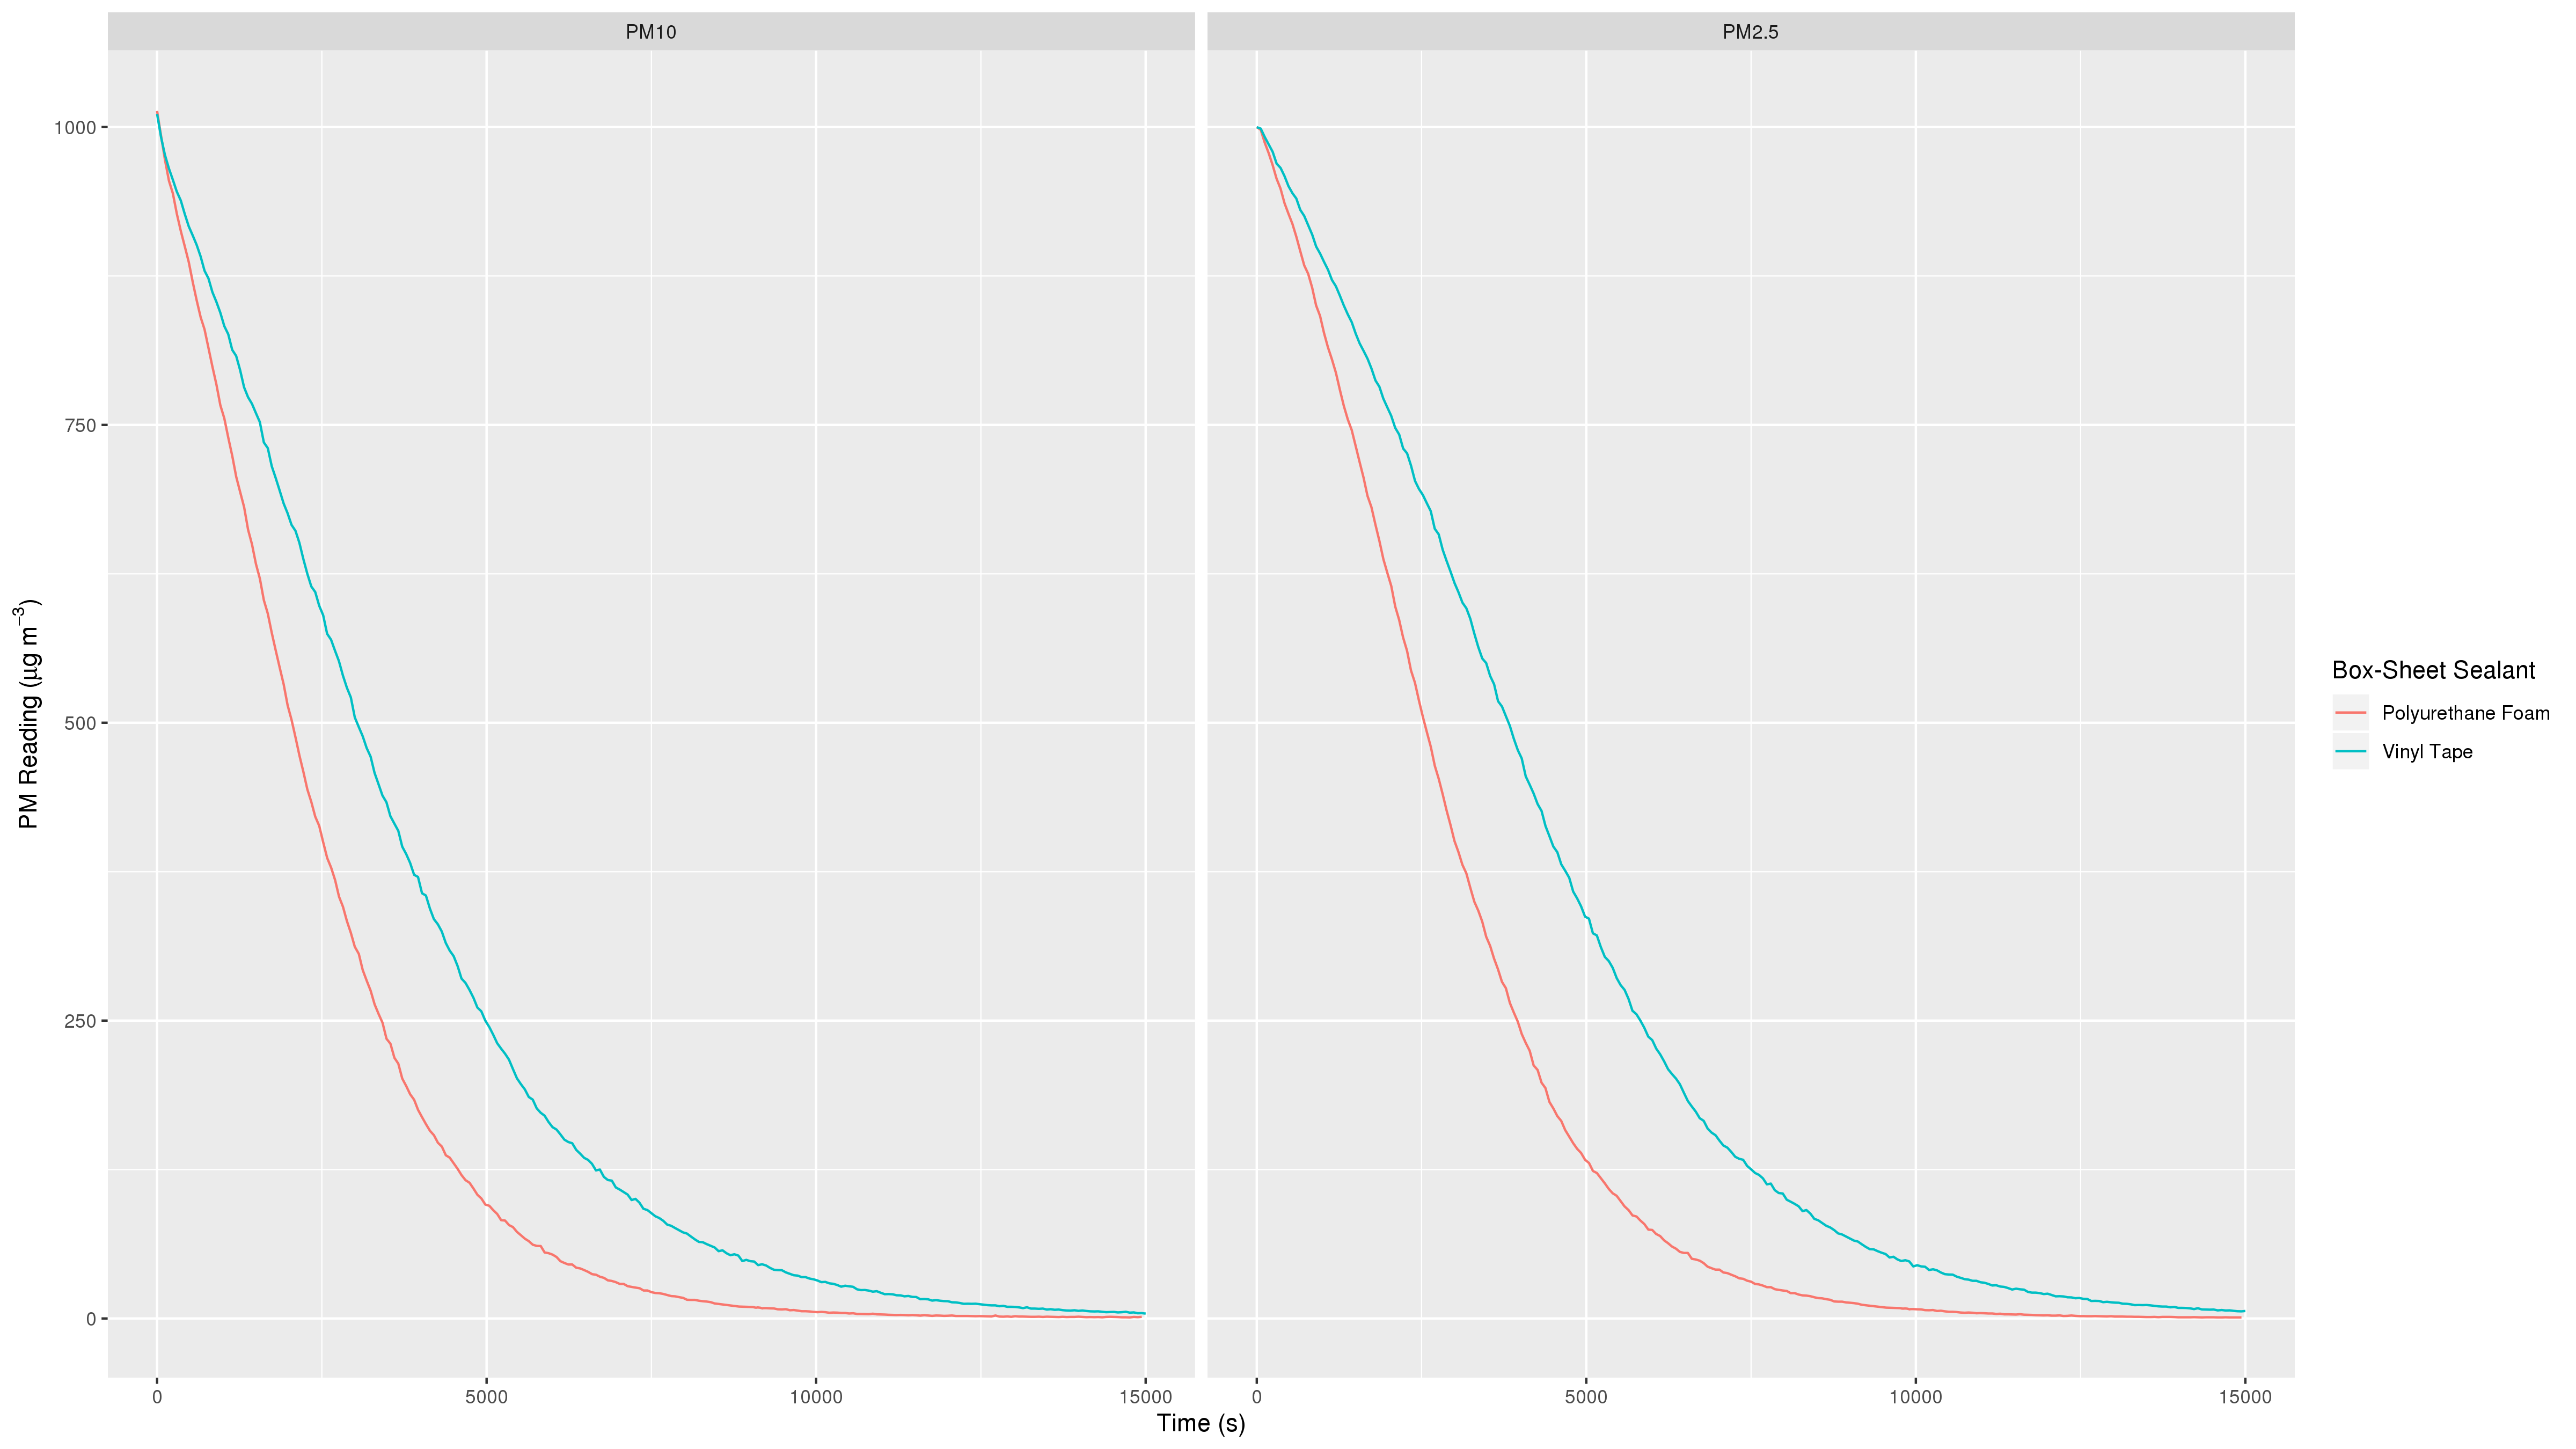 PM10
PM2.5
1000
750
500
250
0
PM Reading (μg m⁻³)
0
5000
10000
15000
0
5000
10000
15000
Time (s)
Box-Sheet Sealant
Polyurethane Foam
Vinyl Tape